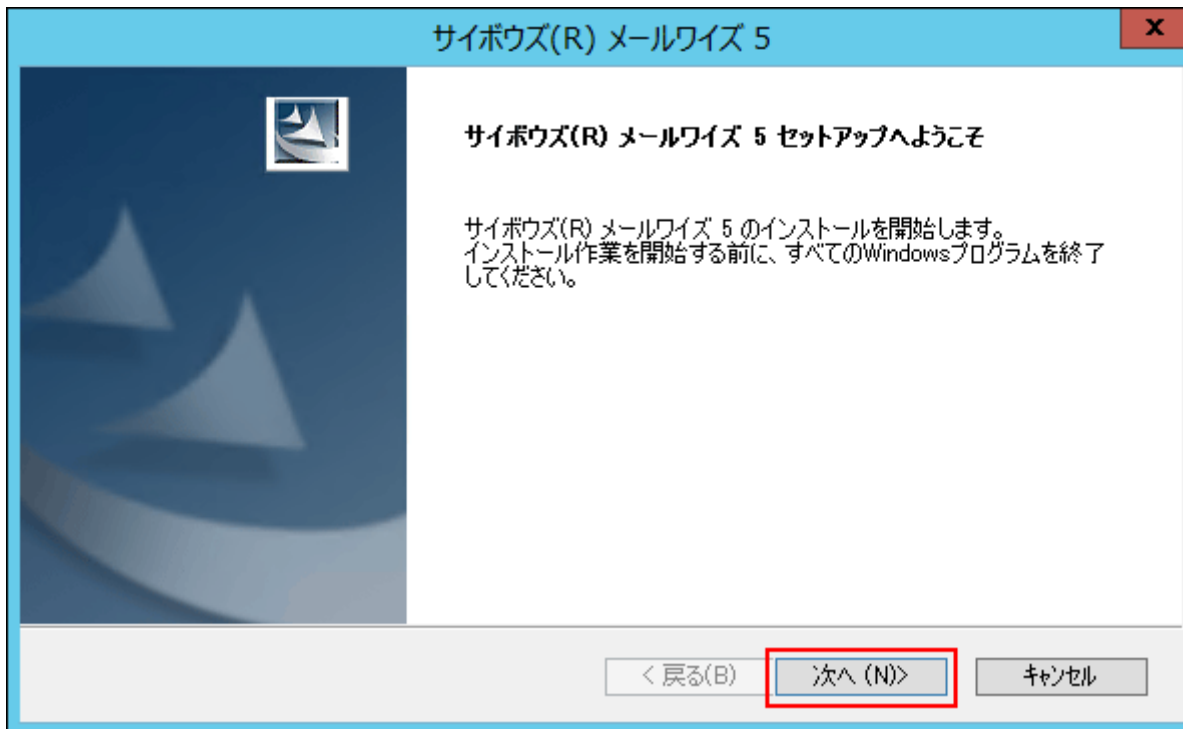 サイボウズ(R) メールワイズ 5
x
サイボウズ(R) メールワイズ 5 セットアップへようこそ
サイボウズ(R) メールワイズ 5 のインストールを開始します。
インストール作業を開始する前に、すべてのWindowsプログラムを終了
してください。
< 戻る(B) 次へ (N)> キャンセル